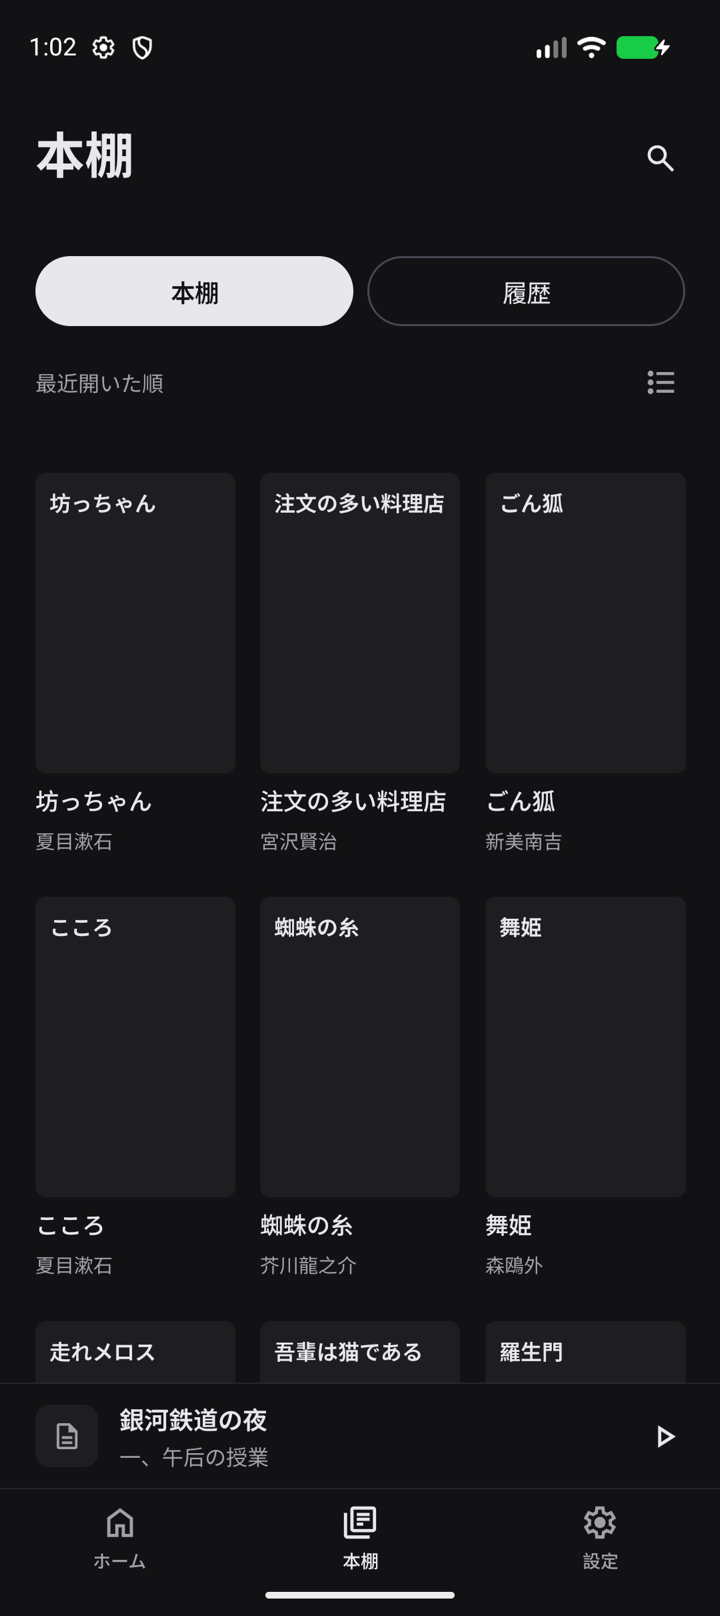 1:02
本棚
本棚
履歴
最近開いた順
坊っちゃん
注文の多い料理店
ごん狐
坊っちゃん
夏目漱石
注文の多い料理店
宮沢賢治
ごん狐
新美南吉
こころ
蜘蛛の糸
舞姫
こころ
夏目漱石
蜘蛛の糸
芥川龍之介
舞姫
森鴎外
走れメロス
吾輩は猫である
羅生門
銀河鉄道の夜
一、午后の授業
ホーム
本棚
設定